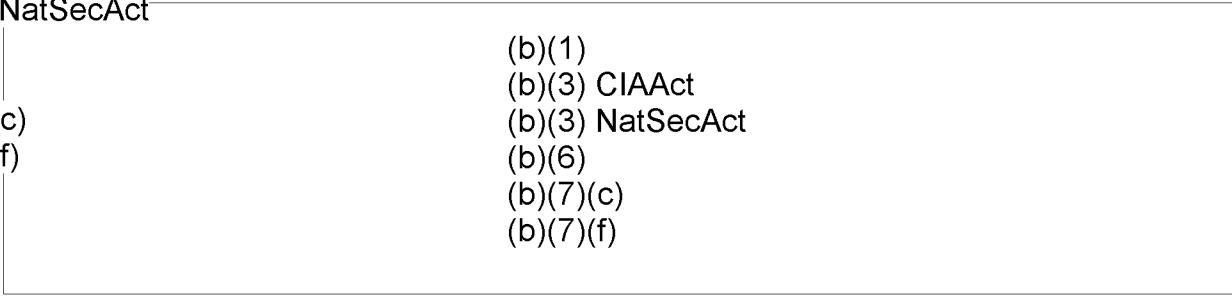 NatSecAct
(b)(1)
(b)(3) CIAAct
c)
(b)(3) NatSecAct
f)
(b)(6)
(b)(7)(c)
(b)(7)(f)